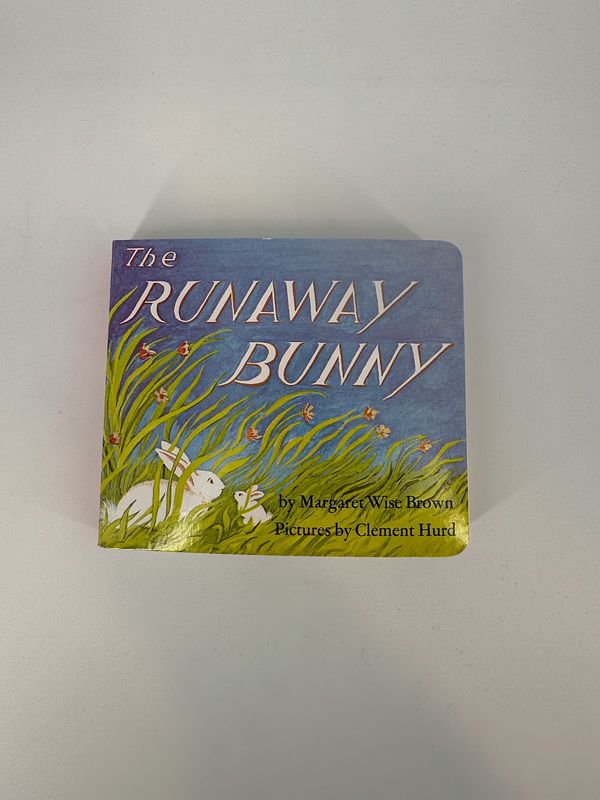 The
RUNAWAY
BUNNY
by Margaret Wise Brown
Pictures by Clement Hurd